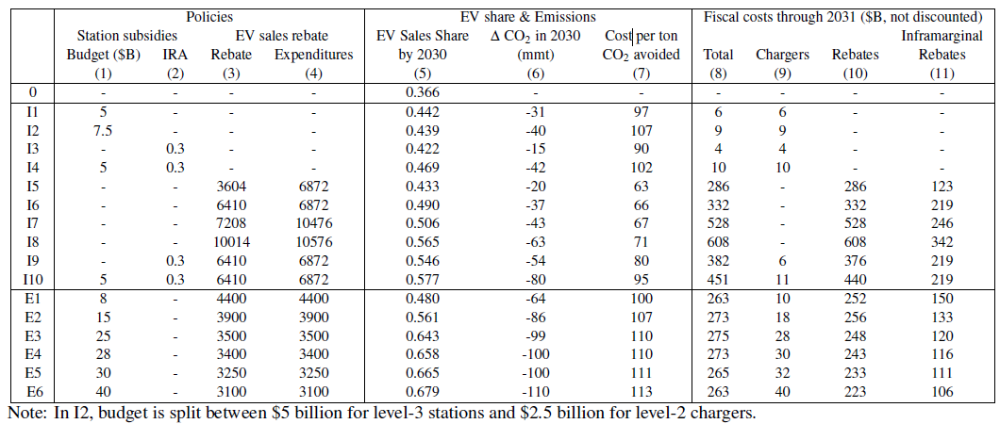 Policies EV share & Emissions Fiscal costs through 2031 ($B, not discounted)
Station subsidies EV sales rebate EV Sales Share Δ CO2 in 2030 Cost per ton Inframarginal
Budget ($B) IRA Rebate Expenditures by 2030 (mmt) CO2 avoided Total Chargers Rebates Rebates
(1) (2) (3) (4) (5) (6) (7) (8) (9) (10) (11)
0 - - - - 0.366 - - - - - -
I1 5 - - - 0.442 -31 97 6 6 - -
I2 7.5 - - - 0.439 -40 107 9 9 - -
I3 - 0.3 - - 0.422 -15 90 4 4 - -
I4 5 0.3 - - 0.469 -42 102 10 10 - -
I5 - - 3604 6872 0.433 -20 63 286 - 286 123
I6 - - 6410 6872 0.490 -37 66 332 - 332 219
I7 - - 7208 10476 0.506 -43 67 528 - 528 246
I8 - - 10014 10576 0.565 -63 71 608 - 608 342
I9 - 0.3 6410 6872 0.546 -54 80 382 6 376 219
I10 5 0.3 6410 6872 0.577 -80 95 451 11 440 219
E1 8 - 4400 4400 0.480 -64 100 263 10 252 150
E2 15 - 3900 3900 0.561 -86 107 273 18 256 133
E3 25 - 3500 3500 0.643 -99 110 275 28 248 120
E4 28 - 3400 3400 0.658 -100 110 273 30 243 116
E5 30 - 3250 3250 0.665 -100 111 265 32 233 111
E6 40 - 3100 3100 0.679 -110 113 263 40 223 106
Note: In I2, budget is split between $5 billion for level-3 stations and $2.5 billion for level-2 chargers.